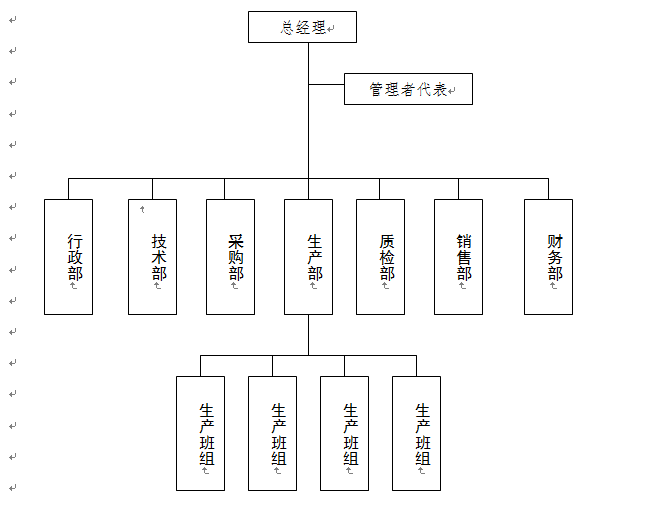 总经理
管理者代表
行政部
技术部
采购部
生产部
质检部
销售部
财务部
生产班组
生产班组
生产班组
生产班组